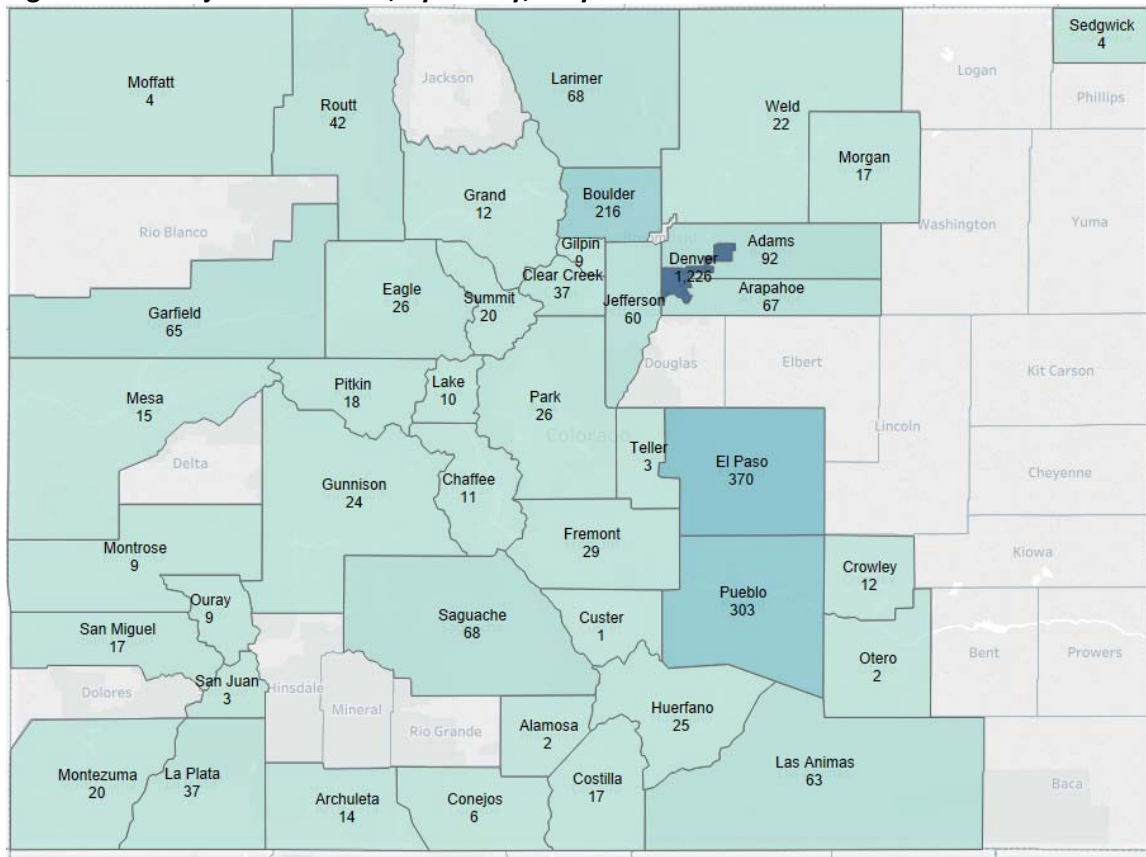 Sedgwick
4
Moffatt
4
Routt
42
Jackson
Larimer
68
Weld
22
Logan
Phillips
Morgan
17
Grand
12
Boulder
216
Washington
Yuma
Rio Blanco
Gilpin
9
Adams
92
Denver
1,226
Clear Creek
37
Eagle
26
Summit
20
Jefferson
60
Arapahoe
67
Garfield
65
Douglas
Elbert
Kit Carson
Mesa
15
Pitkin
18
Lake
10
Park
26
Colorado
Lincoln
Delta
Teller
3
El Paso
370
Cheyenne
Gunnison
24
Chaffee
11
Fremont
29
Montrose
9
Kiowa
Crowley
12
Ouray
9
Pueblo
303
Saguache
68
Custer
1
San Miguel
17
Otero
2
Bent
Prowers
San Juan
3
Dolores
Hinsdale
Mineral
Rio Grande
Alamosa
2
Huerfano
25
Montezuma
20
La Plata
37
Las Animas
63
Costilla
17
Archuleta
14
Conejos
6
Baca